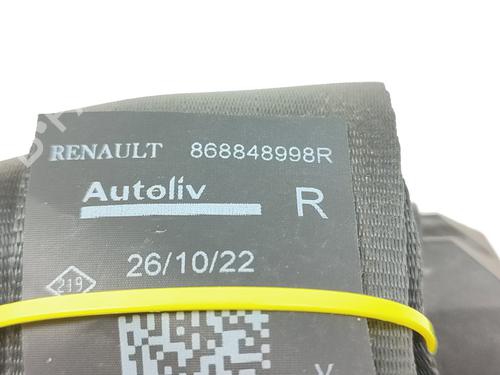 RENAULT 868848998R
Autoliv R
26/10/22
219
V